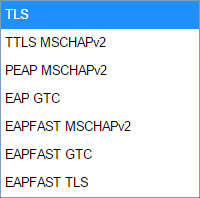 TLS
TTLS MSCHAPv2
PEAP MSCHAPv2
EAP GTC
EAPFAST MSCHAPv2
EAPFAST GTC
EAPFAST TLS